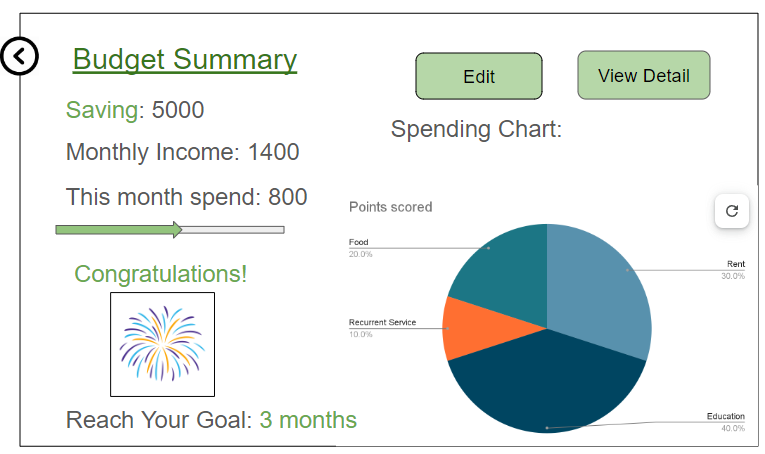 Budget Summary
Edit
View Detail
Saving: 5000
Spending Chart:
Monthly Income: 1400
This month spend: 800
Points scored
Food
20.0%
Rent
30.0%
Recurrent Service
10.0%
Education
40.0%
Congratulations!
Reach Your Goal: 3 months